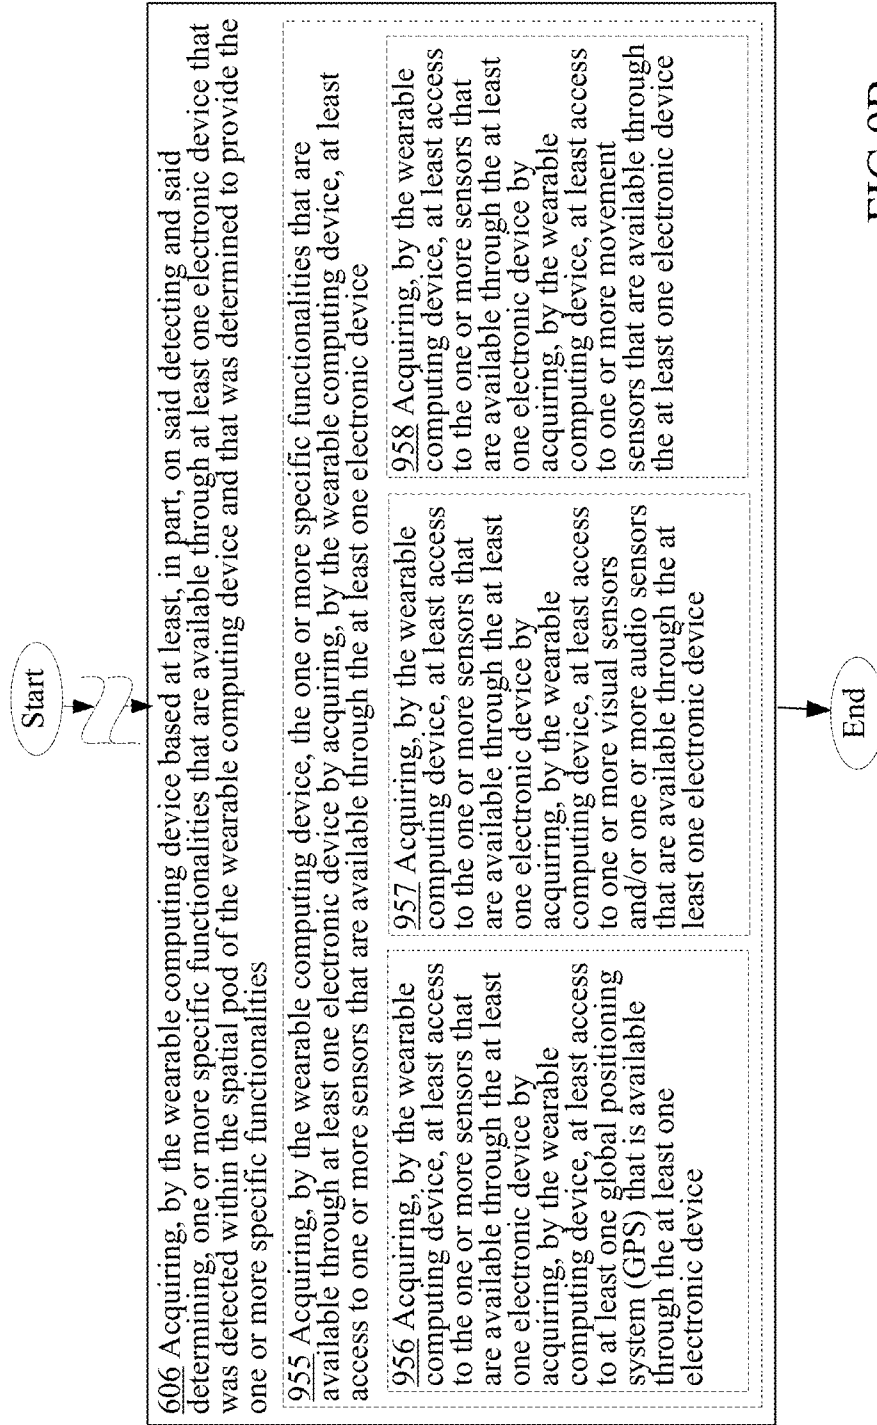 Start
606 Acquiring, by the wearable computing device based at least, in part, on said detecting and said
determining, one or more specific functionalities that are available through at least one electronic device that
was detected within the spatial pod of the wearable computing device and that was determined to provide the
one or more specific functionalities
955 Acquiring, by the wearable computing device, the one or more specific functionalities that are
available through at least one electronic device by acquiring, by the wearable computing device, at least
access to one or more sensors that are available through the at least one electronic device
956 Acquiring, by the wearable
computing device, at least access
to the one or more sensors that
are available through the at least
one electronic device by
acquiring, by the wearable
computing device, at least access
to at least one global positioning
system (GPS) that is available
through the at least one
electronic device
957 Acquiring, by the wearable
computing device, at least access
to the one or more sensors that
are available through the at least
one electronic device by
acquiring, by the wearable
computing device, at least access
to one or more visual sensors
and/or one or more audio sensors
that are available through the at
least one electronic device
958 Acquiring, by the wearable
computing device, at least access
to the one or more sensors that
are available through the at least
one electronic device by
acquiring, by the wearable
computing device, at least access
to one or more movement
sensors that are available through
the at least one electronic device
End